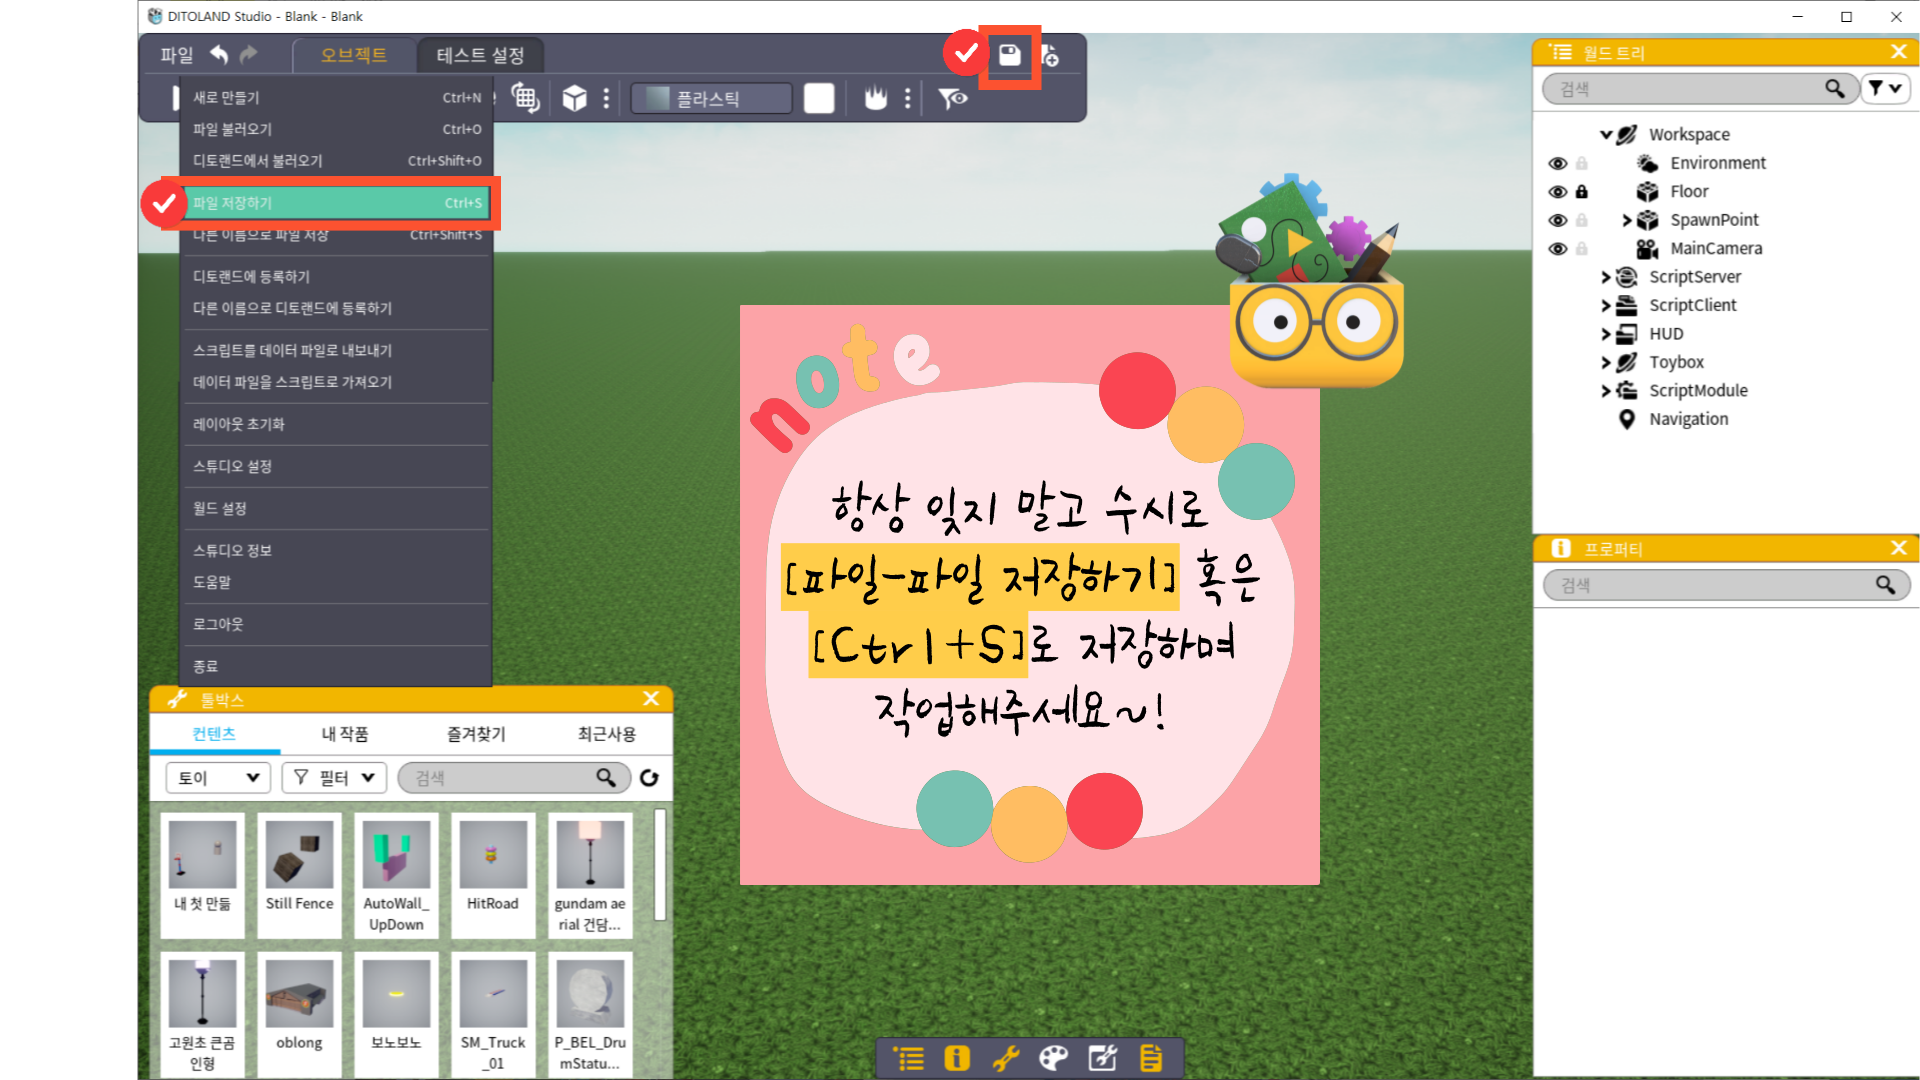 DITOLAND Studio - Blank - Blank
파일
오브젝트
테스트 설정
플라스틱
새로 만들기 Ctrl+N
파일 불러오기 Ctrl+O
디토랜드에서 불러오기 Ctrl+Shift+O
파일 저장하기 Ctrl+S
다른 이름으로 파일 저장 Ctrl+Shift+S
디토랜드에 등록하기
다른 이름으로 디토랜드에 등록하기
스크립트를 데이터 파일로 내보내기
데이터 파일을 스크립트로 가져오기
레이아웃 초기화
스튜디오 설정
월드 설정
스튜디오 정보
도움말
로그아웃
종료
note
항상 잊지 말고 수시로
[파일-파일 저장하기] 혹은
[Ctrl+S]로 저장하며
작업해주세요~!
월드 트리
검색
Workspace
Environment
Floor
SpawnPoint
MainCamera
ScriptServer
ScriptClient
HUD
Toybox
ScriptModule
Navigation
프로퍼티
검색
툴박스
컨텐츠 내 작품 즐겨찾기 최근사용
토이 필터 검색
내 첫 만듦
Still Fence
AutoWall_
UpDown
HitRoad
gundam ae
rial 건담...
고원초 큰곰
인형
oblong
보노보노
SM_Truck
_01
P_BEL_Dru
mStatu...